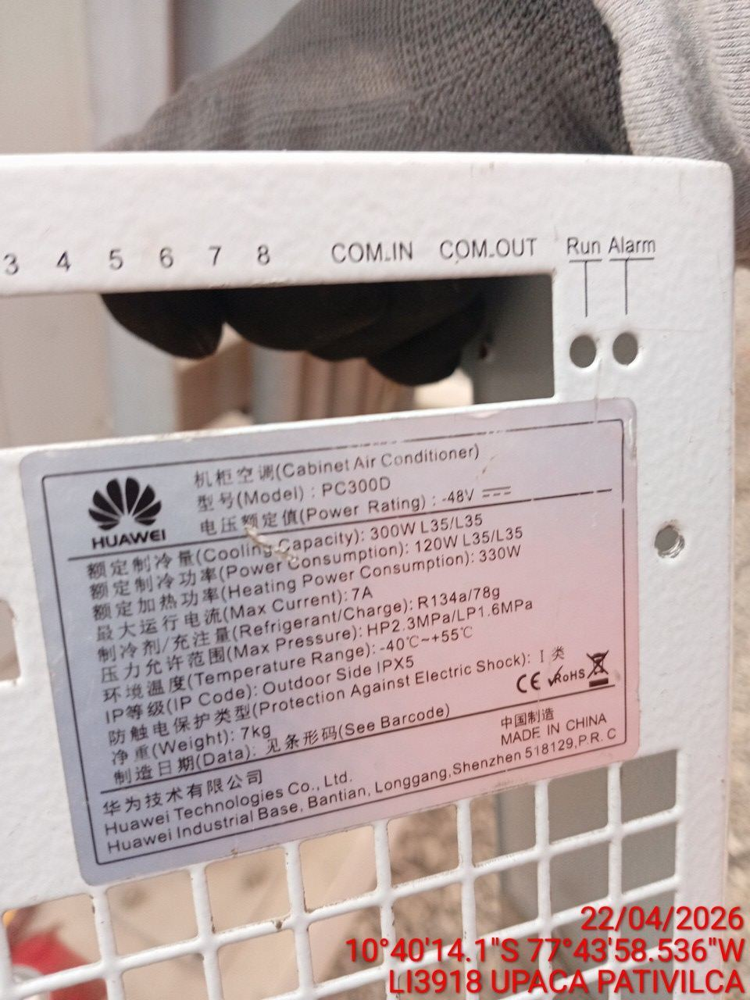 3 4 5 6 7 8 COM-IN COM-OUT Run Alarm
HUAWEI
机柜空调(Cabinet Air Conditioner)
型号(Model) : PC300D
电压额定值(Power Rating) : -48V
额定制冷量(Cooling Capacity): 300W L35/L35
额定制冷功率(Power Consumption): 120W L35/L35
额定加热功率(Heating Power Consumption): 330W
最大运行电流(Max Current): 7A
制冷剂/充注量(Refrigerant/Charge): R134a/78g
压力允许范围(Max Pressure): HP2.3MPa/LP1.6MPa
环境温度(Temperature Range): -40℃~+55℃
IP等级(IP Code): Outdoor Side IPX5
防触电保护类型(Protection Against Electric Shock): I 类
净重(Weight): 7kg
CE RoHS
制造日期(Data): 见条形码(See Barcode)
中国制造
MADE IN CHINA
华为技术有限公司
Huawei Technologies Co., Ltd.
Huawei Industrial Base, Bantian, Longgang,Shenzhen 518129,P.R. C
22/04/2026
10°40'14.1"S 77°43'58.536"W
LI3918 UPACA PATIVILCA